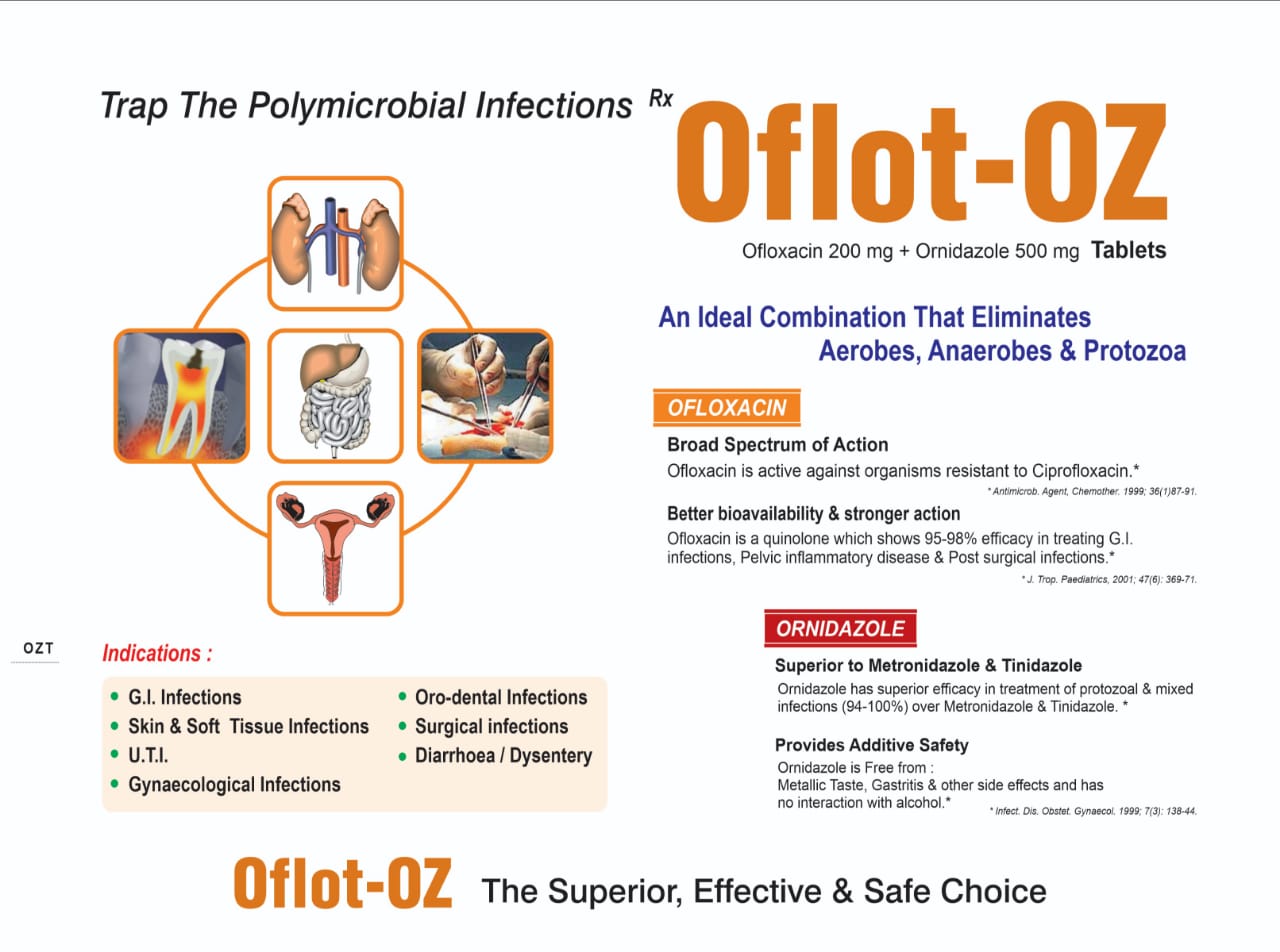 Trap The Polymicrobial Infections
Rx
Oflot-OZ
Ofloxacin 200 mg + Ornidazole 500 mg Tablets
An Ideal Combination That Eliminates
Aerobes, Anaerobes & Protozoa
OFLOXACIN
Broad Spectrum of Action
Ofloxacin is active against organisms resistant to Ciprofloxacin.*
* Antimicrob. Agent, Chemother. 1999; 36(1)87-91.
Better bioavailability & stronger action
Ofloxacin is a quinolone which shows 95-98% efficacy in treating G.I.
infections, Pelvic inflammatory disease & Post surgical infections.*
* J. Trop. Paediatrics, 2001; 47(6): 369-71.
ORNIDAZOLE
Superior to Metronidazole & Tinidazole
Ornidazole has superior efficacy in treatment of protozoal & mixed
infections (94-100%) over Metronidazole & Tinidazole. *
Provides Additive Safety
Ornidazole is Free from :
Metallic Taste, Gastritis & other side effects and has
no interaction with alcohol.*
* Infect. Dis. Obstet. Gynaecol. 1999; 7(3): 138-44.
OZT
Indications :
• G.I. Infections
• Skin & Soft Tissue Infections
• U.T.I.
• Gynaecological Infections
• Oro-dental Infections
• Surgical infections
• Diarrhoea / Dysentery
Oflot-OZ The Superior, Effective & Safe Choice